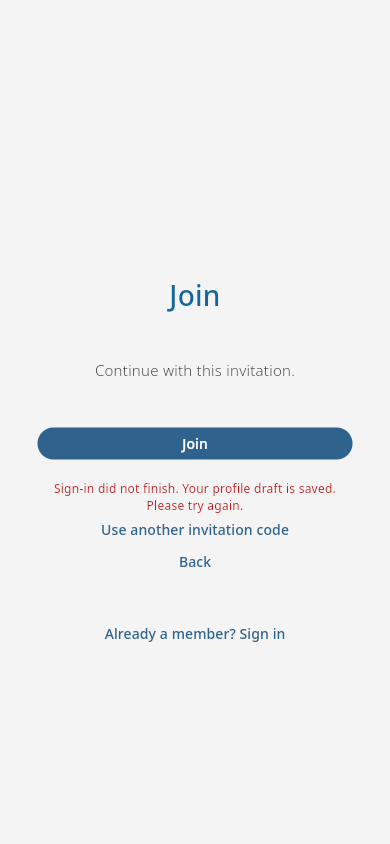 Join
Continue with this invitation.
Join
Sign-in did not finish. Your profile draft is saved.
Please try again.
Use another invitation code
Back
Already a member? Sign in